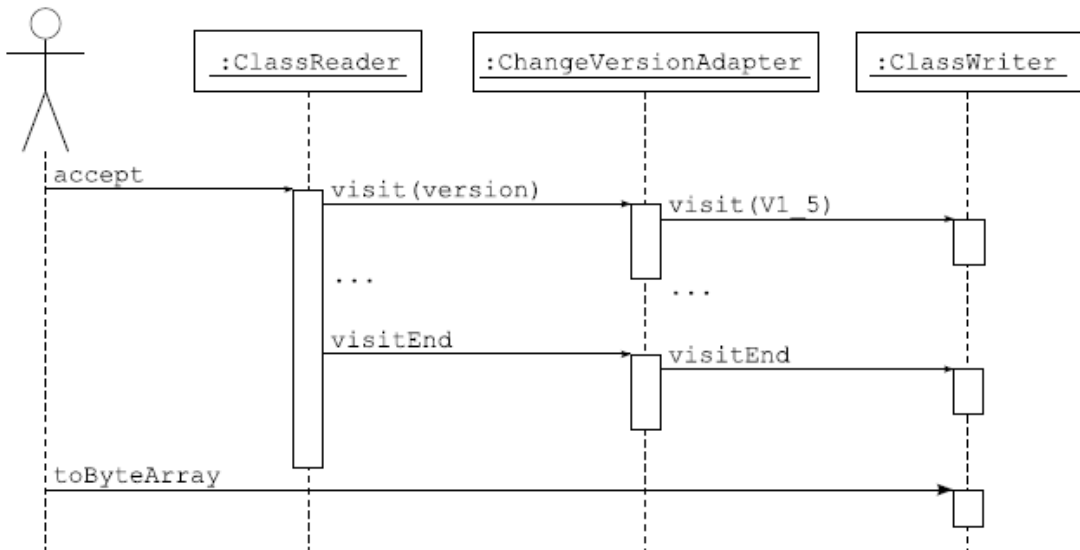 :ClassReader
:ChangeVersionAdapter
:ClassWriter
accept
visit(version)
visit(V1_5)
...
...
visitEnd
visitEnd
toByteArray